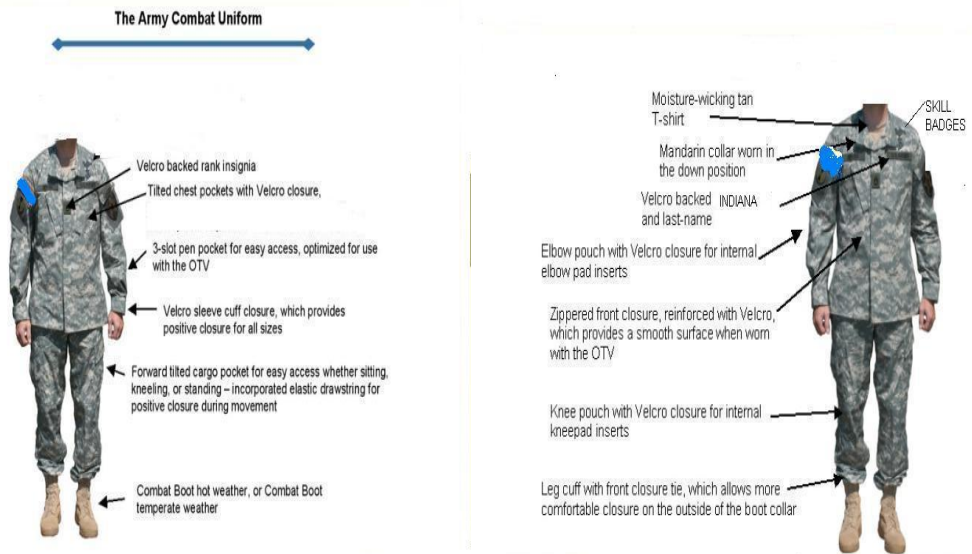 The Army Combat Uniform
Velcro backed rank insignia
Tilted chest pockets with Velcro closure,
3-slot pen pocket for easy access, optimized for use
with the OTV
Velcro sleeve cuff closure, which provides
positive closure for all sizes
Forward tilted cargo pocket for easy access whether sitting,
kneeling, or standing – incorporated elastic drawstring for
positive closure during movement
Combat Boot hot weather, or Combat Boot
temperate weather
Moisture-wicking tan
T-shirt
SKILL
BADGES
Mandarin collar worn in
the down position
Velcro backed INDIANA
and last-name
Elbow pouch with Velcro closure for internal
elbow pad inserts
Zippered front closure, reinforced with Velcro,
which provides a smooth surface when worn
with the OTV
Knee pouch with Velcro closure for internal
kneepad inserts
Leg cuff with front closure tie, which allows more
comfortable closure on the outside of the boot collar